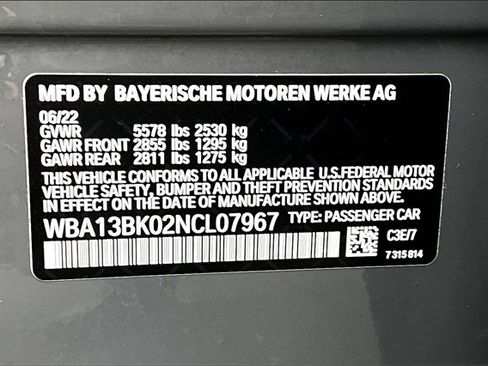 MFD BY BAYERISCHE MOTOREN WERKE AG
06/22
GVWR 5578 lbs 2530 kg
GAWR FRONT 2855 lbs 1295 kg
GAWR REAR 2811 lbs 1275 kg
THIS VEHICLE CONFORMS TO ALL APPLICABLE U.S.FEDERAL MOTOR
VEHICLE SAFETY, BUMPER AND THEFT PREVENTION STANDARDS
IN EFFECT ON THE DATE OF MANUFACTURE SHOWN ABOVE.
WBA13BK02NCL07967 TYPE: PASSENGER CAR
C3E/7
7 315 814